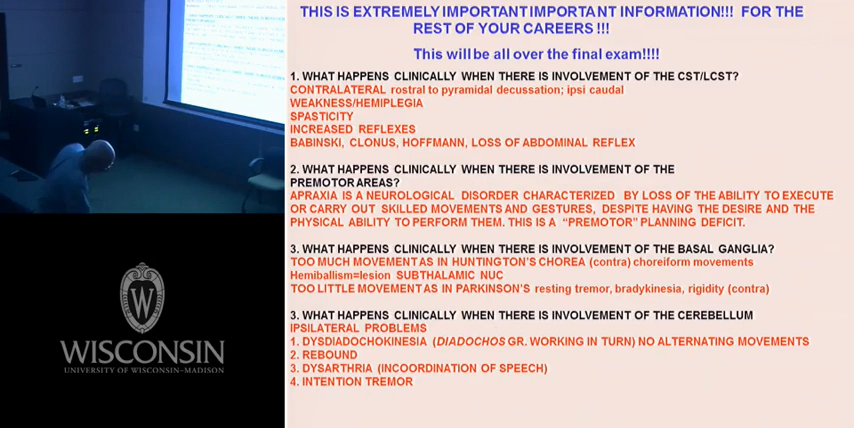 THIS IS EXTREMELY IMPORTANTIMPORTANT INFORMATION!!! FOR THE
REST OF YOUR CAREERS !!!
This will be all over the final exam!!!!
1. WHAT HAPPENS CLINICALLY WHEN THERE IS INVOLVEMENT OF THE CST/LCST?
CONTRALATERAL rostral to pyramidal decussation; ipsi caudal
WEAKNESS/HEMIPLEGIA
SPASTICITY
INCREASED REFLEXES
BABINSKI, CLONUS, HOFFMANN, LOSS OF ABDOMINAL REFLEX
2. WHAT HAPPENS CLINICALLY WHEN THERE IS INVOLVEMENT OF THE
PREMOTOR AREAS?
APRAXIA IS A NEUROLOGICAL DISORDER CHARACTERIZED BY LOSS OF THE ABILITY TO EXECUTE
OR CARRY OUT SKILLED MOVEMENTS AND GESTURES, DESPITE HAVING THE DESIRE AND THE
PHYSICAL ABILITY TO PERFORM THEM. THIS IS A “PREMOTOR” PLANNING DEFICIT.
3. WHAT HAPPENS CLINICALLY WHEN THERE IS INVOLVEMENT OF THE BASAL GANGLIA?
TOO MUCH MOVEMENT AS IN HUNTINGTON'S CHOREA (contra) choreiform movements
Hemiballism=lesion SUBTHALAMIC NUC
TOO LITTLE MOVEMENT AS IN PARKINSON'S resting tremor, bradykinesia, rigidity (contra)
3. WHAT HAPPENS CLINICALLY WHEN THERE IS INVOLVEMENT OF THE CEREBELLUM
IPSILATERAL PROBLEMS
1. DYSDIADOCHOKINESIA (DIADOCHOS GR. WORKING IN TURN) NO ALTERNATING MOVEMENTS
2. REBOUND
3. DYSARTHRIA (INCOORDINATION OF SPEECH)
4. INTENTION TREMOR
WISCONSIN
UNIVERSITY OF WISCONSIN–MADISON